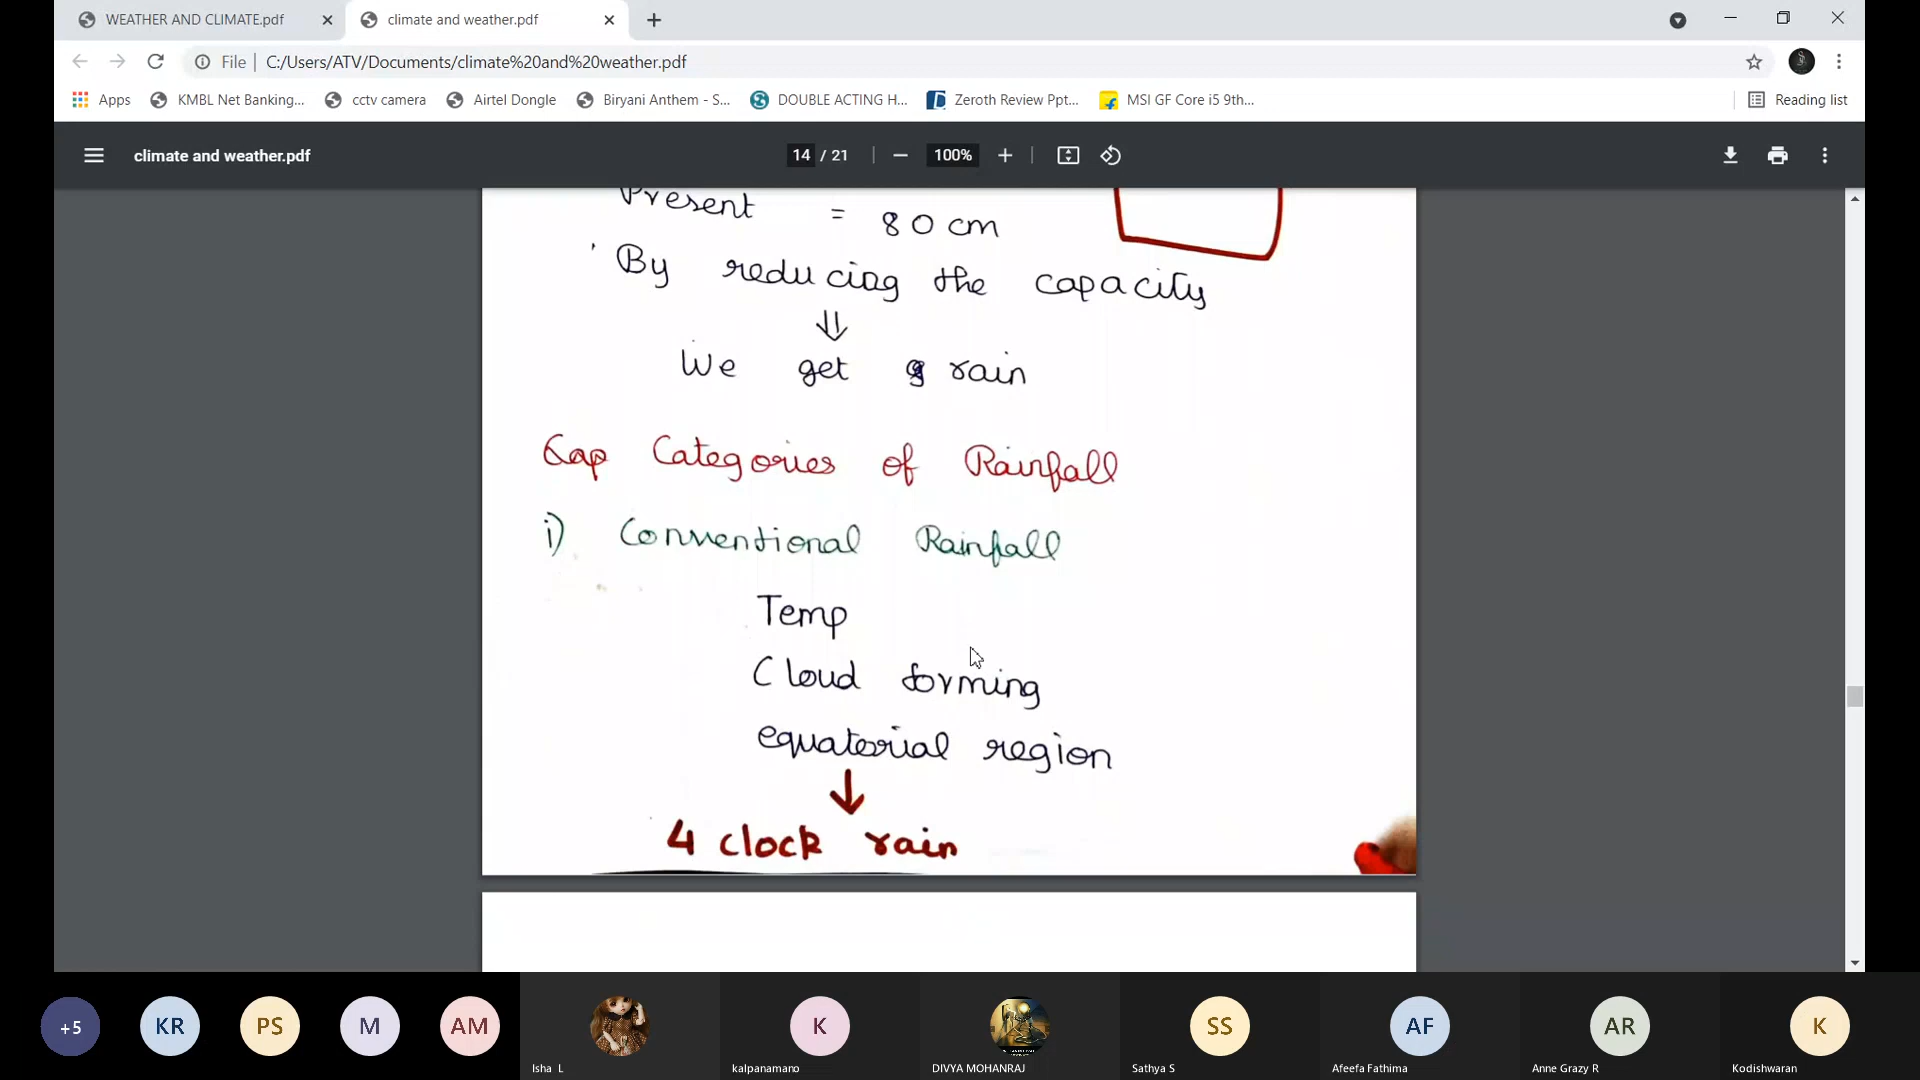 WEATHER AND CLIMATE.pdf
climate and weather.pdf
File C:/Users/ATV/Documents/climate%20and%20weather.pdf
Apps KMBL Net Banking... cctv camera Airtel Dongle Biryani Anthem - S... DOUBLE ACTING H... Zeroth Review Ppt... MSI GF Core i5 9th... Reading list
climate and weather.pdf 14 / 21 100%
Present = 80 cm
By reducing the capacity
⇓
We get rain
Categories of Rainfall
i) Conventional Rainfall
Temp
Cloud forming
equatorial region
↓
4 clock rain
+5 KR PS M AM K SS AF AR K
Isha L kalpanamano DIVYA MOHANRAJ Sathya S Afeefa Fathima Anne Grazy R Kodishwaran